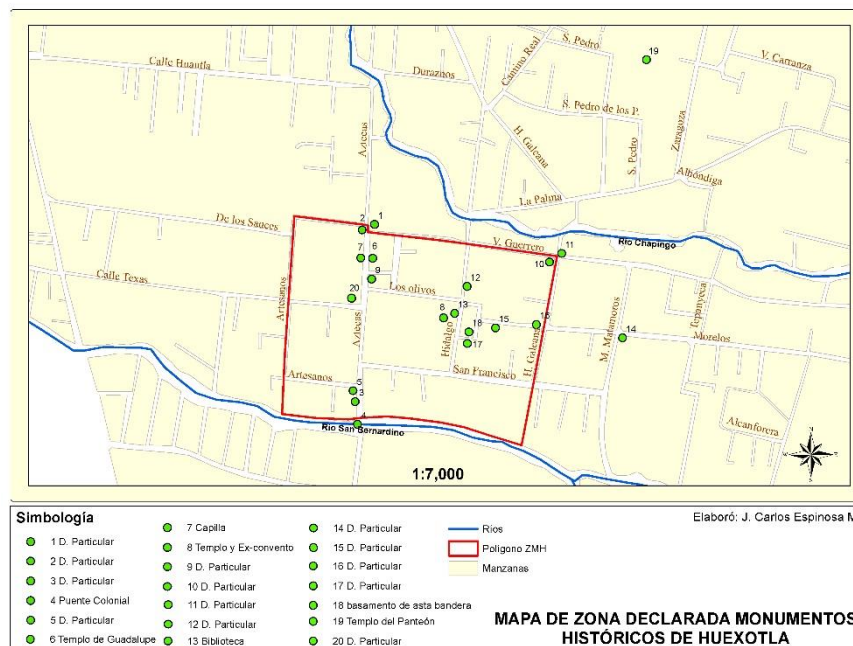 Calle Huautla
Duraznos
Camino Real
S. Pedro
19
V. Carranza
Aztecas
S. Pedro de los P.
H. Galeana
S. Pedro
Zaragoza
Alhóndiga
La Palma
De los Sauces
2
1
V. Guerrero
Río Chapingo
11
10
7
6
9
12
Calle Texas
20
Los olivos
Artesanos
Aztecas
8
13
Hidalgo
18
15
16
17
H. Galeana
M. Matamoros
14
Tepanyeca
Morelos
Artesanos
5
3
San Francisco
4
Río San Bernardino
Alcanforera
1:7,000
Simbología
1 D. Particular
2 D. Particular
3 D. Particular
4 Puente Colonial
5 D. Particular
6 Templo de Guadalupe
7 Capilla
8 Templo y Ex-convento
9 D. Particular
10 D. Particular
11 D. Particular
12 D. Particular
13 Biblioteca
14 D. Particular
15 D. Particular
16 D. Particular
17 D. Particular
18 basamento de asta bandera
19 Templo del Panteón
20 D. Particular
Ríos
Polígono ZMH
Manzanas
Elaboró: J. Carlos Espinosa M
MAPA DE ZONA DECLARADA MONUMENTOS
HISTÓRICOS DE HUEXOTLA